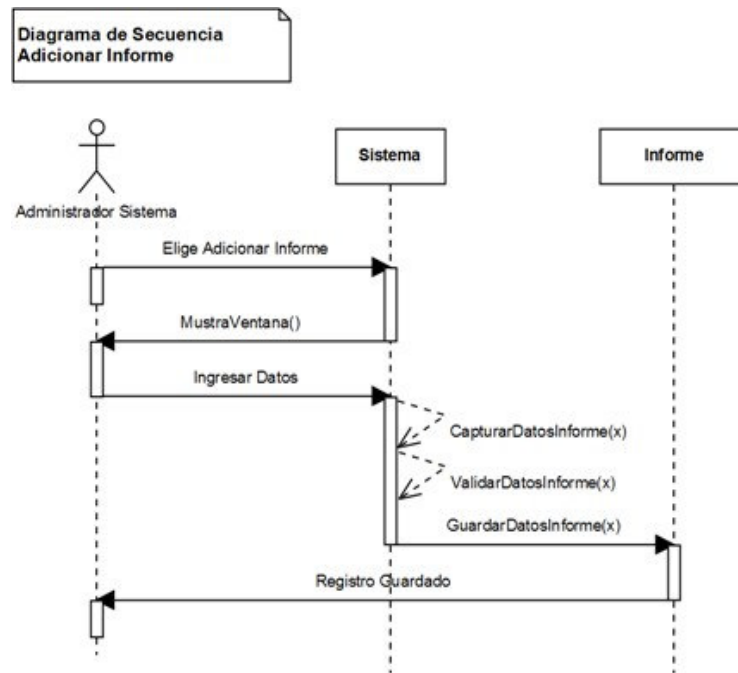 Diagrama de Secuencia
Adicionar Informe
Sistema
Informe
Administrador Sistema
Elige Adicionar Informe
MustraVentana()
Ingresar Datos
CapturarDatosInforme(x)
ValidarDatosInforme(x)
GuardarDatosInforme(x)
Registro Guardado